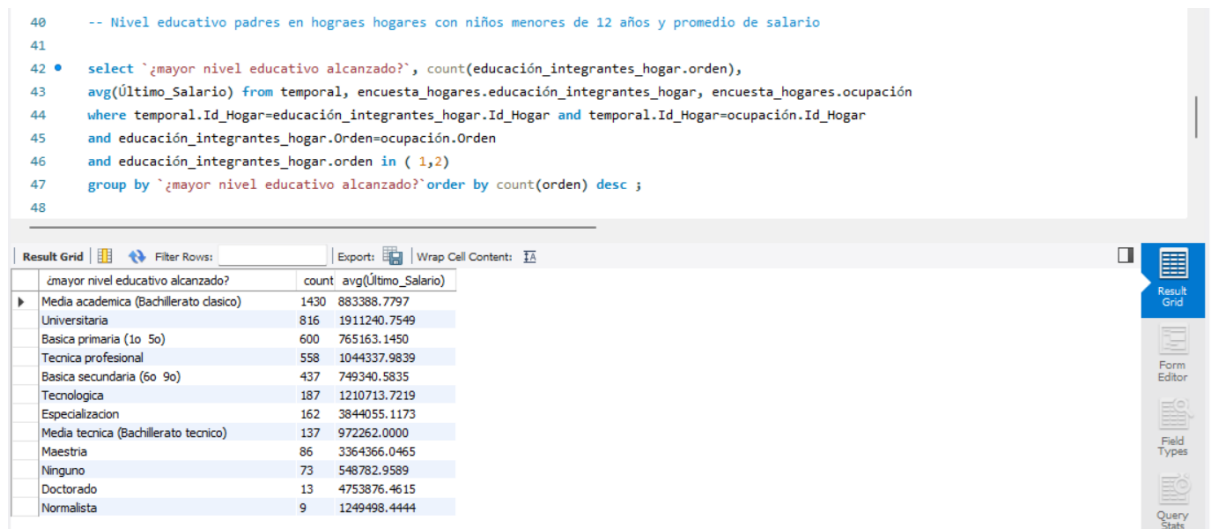 40 -- Nivel educativo padres en hograes hogares con niños menores de 12 años y promedio de salario
41
42 select `¿mayor nivel educativo alcanzado?`, count(educación_integrantes_hogar.orden),
43 avg(Último_Salario) from temporal, encuesta_hogares.educación_integrantes_hogar, encuesta_hogares.ocupación
44 where temporal.Id_Hogar=educación_integrantes_hogar.Id_Hogar and temporal.Id_Hogar=ocupación.Id_Hogar
45 and educación_integrantes_hogar.Orden=ocupación.Orden
46 and educación_integrantes_hogar.orden in ( 1,2)
47 group by `¿mayor nivel educativo alcanzado?`order by count(orden) desc ;
48
Result Grid Filter Rows: Export: Wrap Cell Content: IA
¿mayor nivel educativo alcanzado? count avg(Último_Salario)
Media academica (Bachillerato clasico) 1430 883388.7797
Universitaria 816 1911240.7549
Basica primaria (1o 5o) 600 765163.1450
Tecnica profesional 558 1044337.9839
Basica secundaria (6o 9o) 437 749340.5835
Tecnologica 187 1210713.7219
Especializacion 162 3844055.1173
Media tecnica (Bachillerato tecnico) 137 972262.0000
Maestria 86 3364366.0465
Ninguno 73 548782.9589
Doctorado 13 4753876.4615
Normalista 9 1249498.4444
Result
Grid
Form
Editor
Field
Types
Query
Stats